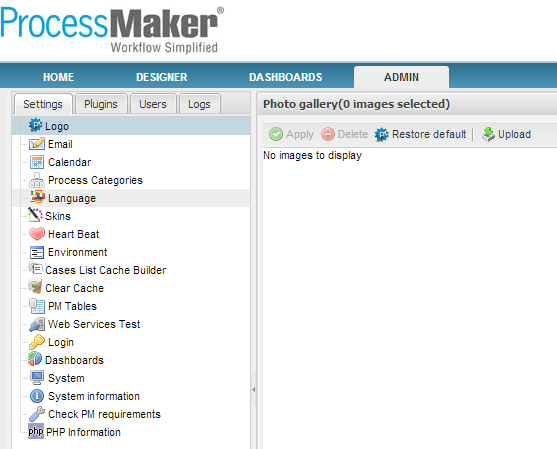 ProcessMaker®
Workflow Simplified
HOME DESIGNER DASHBOARDS ADMIN
Settings Plugins Users Logs
Logo
Email
Calendar
Process Categories
Language
Skins
Heart Beat
Environment
Cases List Cache Builder
Clear Cache
PM Tables
Web Services Test
Login
Dashboards
System
System information
Check PM requirements
php PHP Information
Photo gallery(0 images selected)
Apply Delete Restore default Upload
No images to display